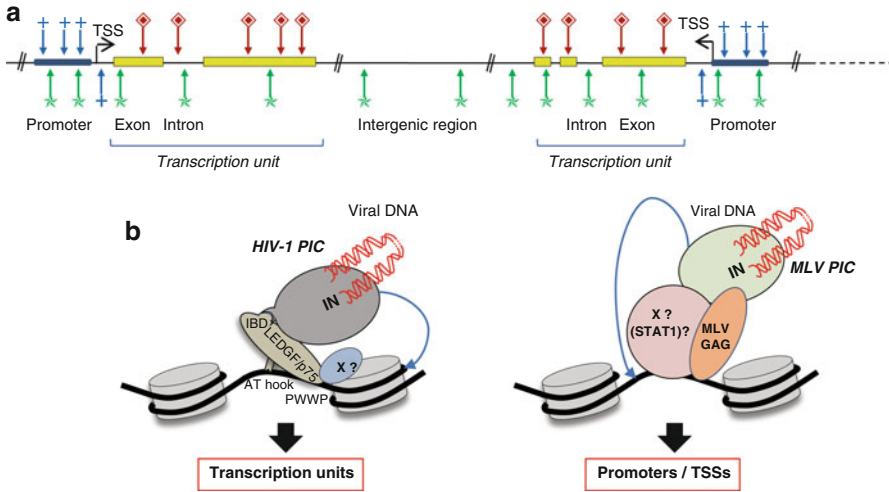 a
TSS
TSS
Promoter
Exon
Intron
Intergenic region
Intron
Exon
Promoter
Transcription unit
Transcription unit
b
Viral DNA
HIV-1 PIC
IN
IBD
LEDGF/p75
X ?
AT hook
PWWP
Transcription units
Viral DNA
IN
MLV PIC
X ?
(STAT1)?
MLV
GAG
Promoters / TSSs